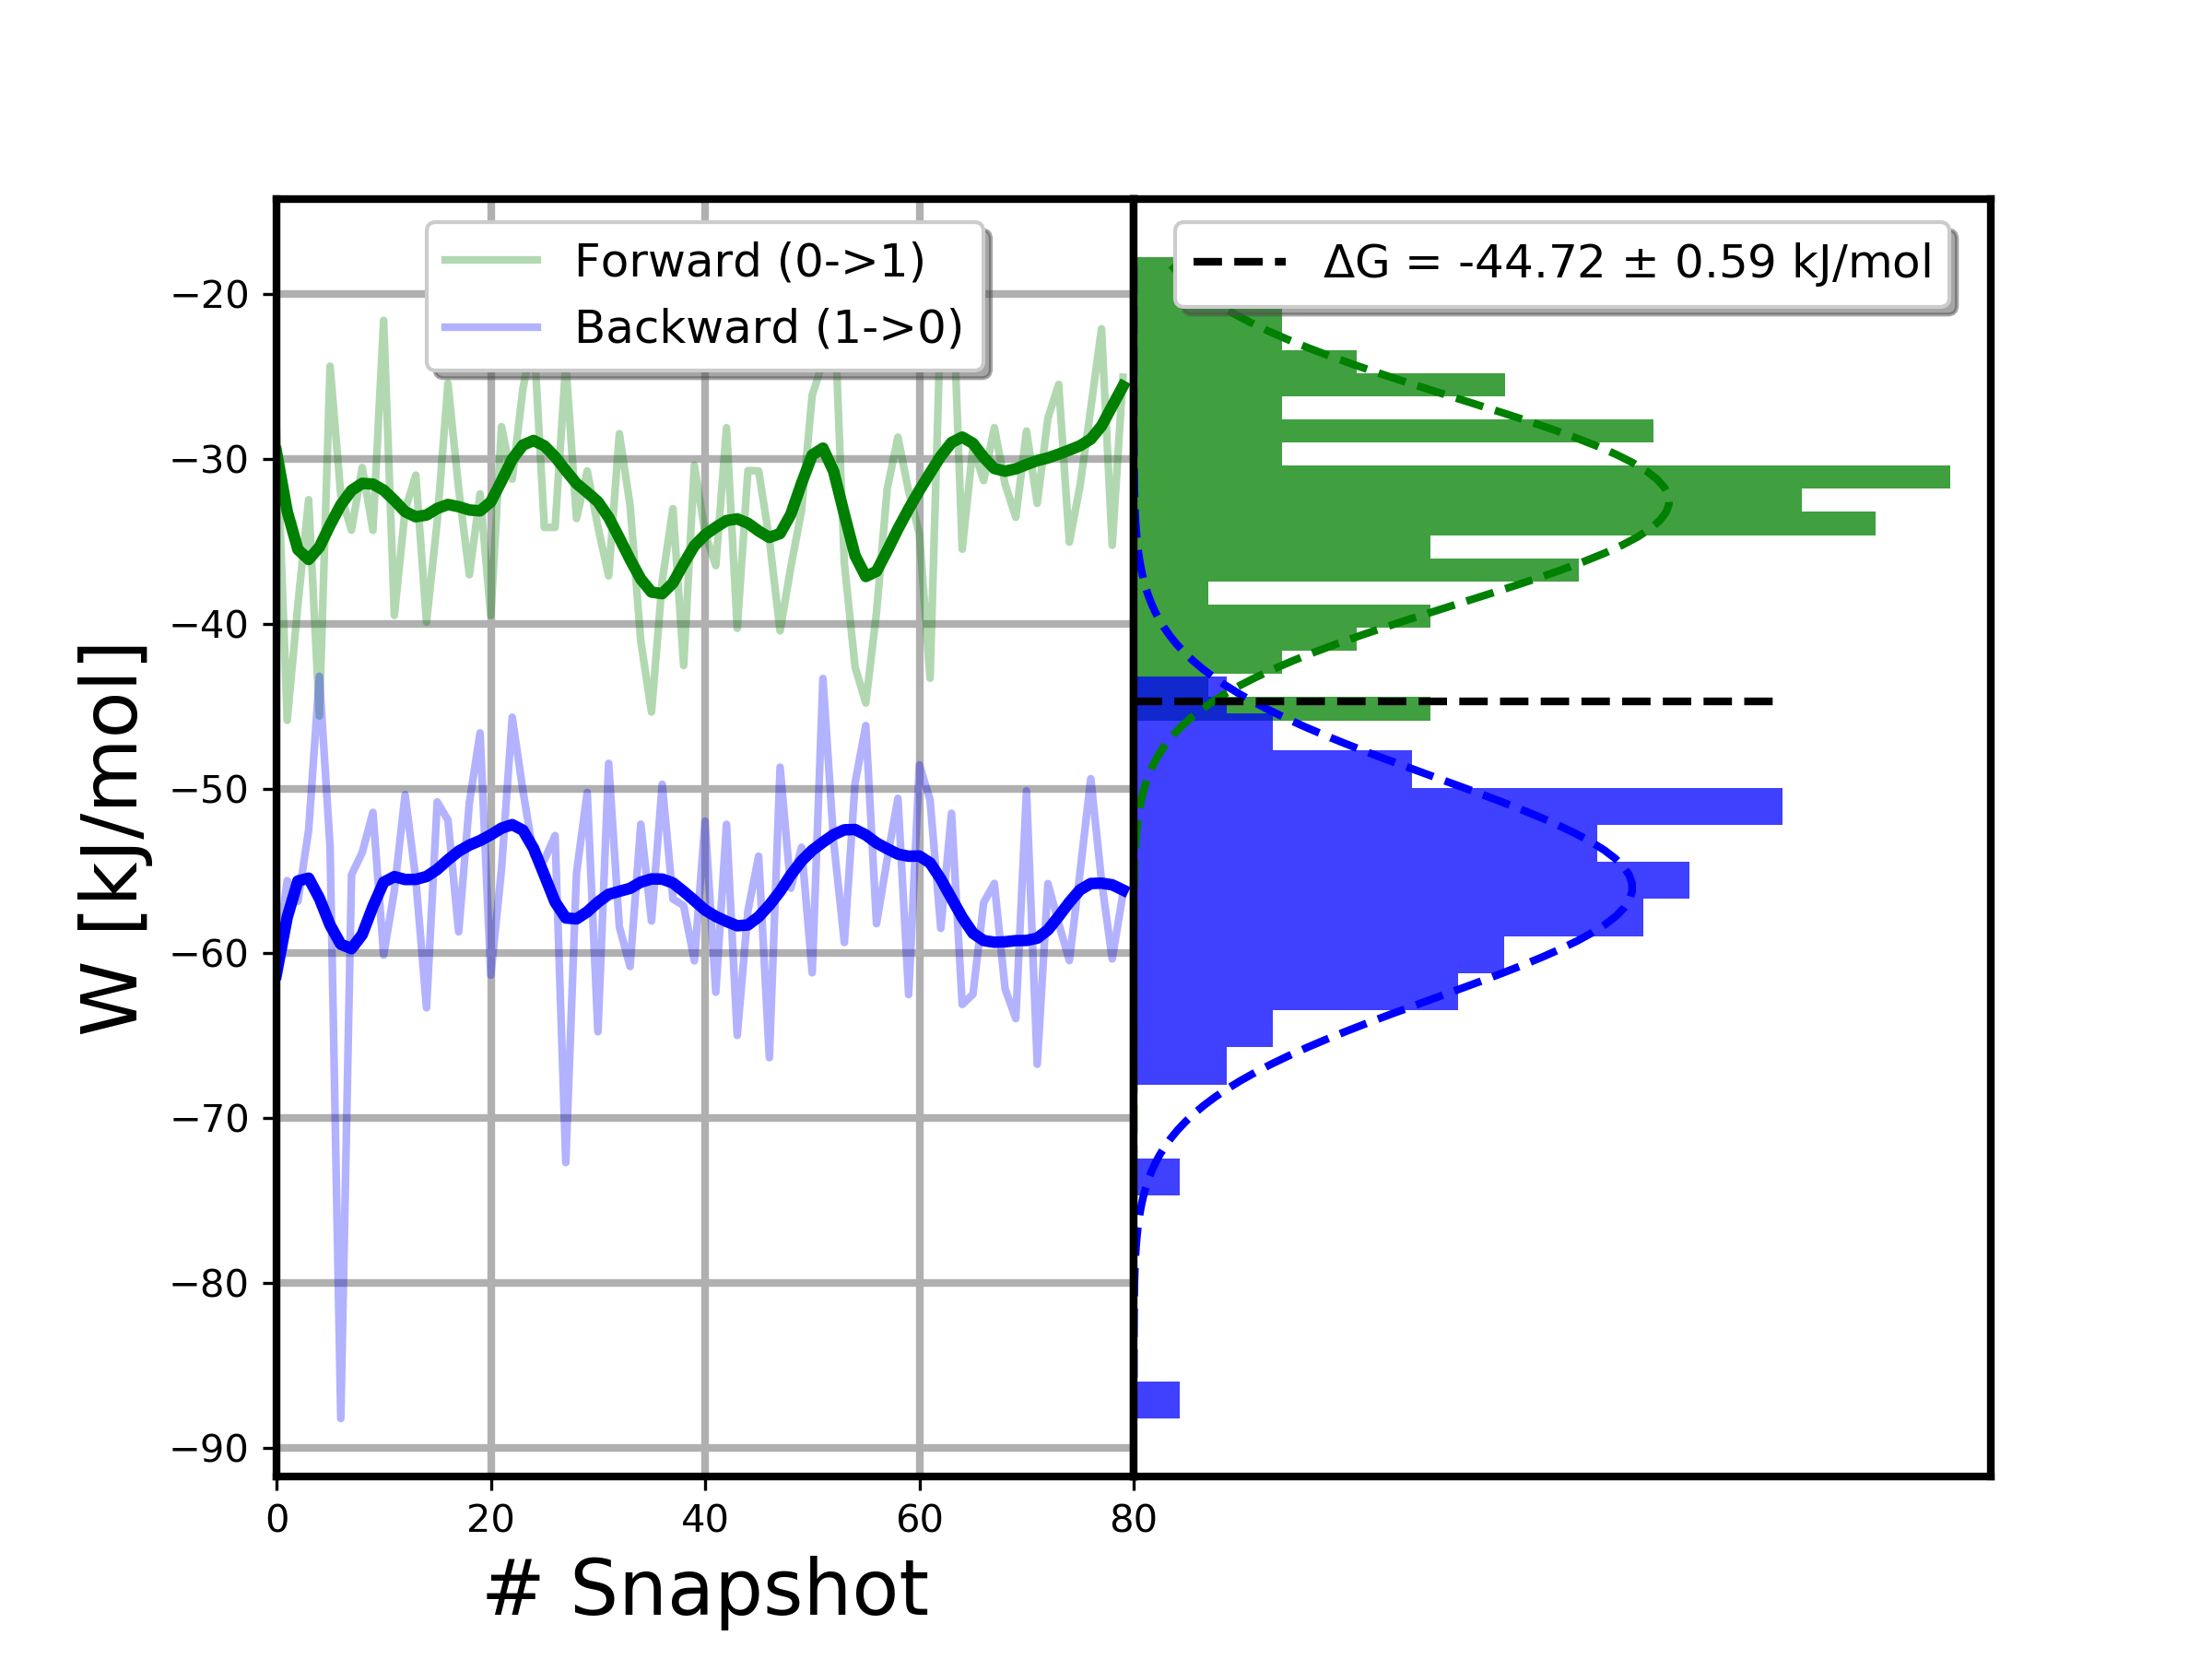 Forward (0->1)
Backward (1->0)
ΔG = -44.72 ± 0.59 kJ/mol
−20
−30
−40
−50
−60
−70
−80
−90
W [kJ/mol]
0 20 40 60 80
# Snapshot